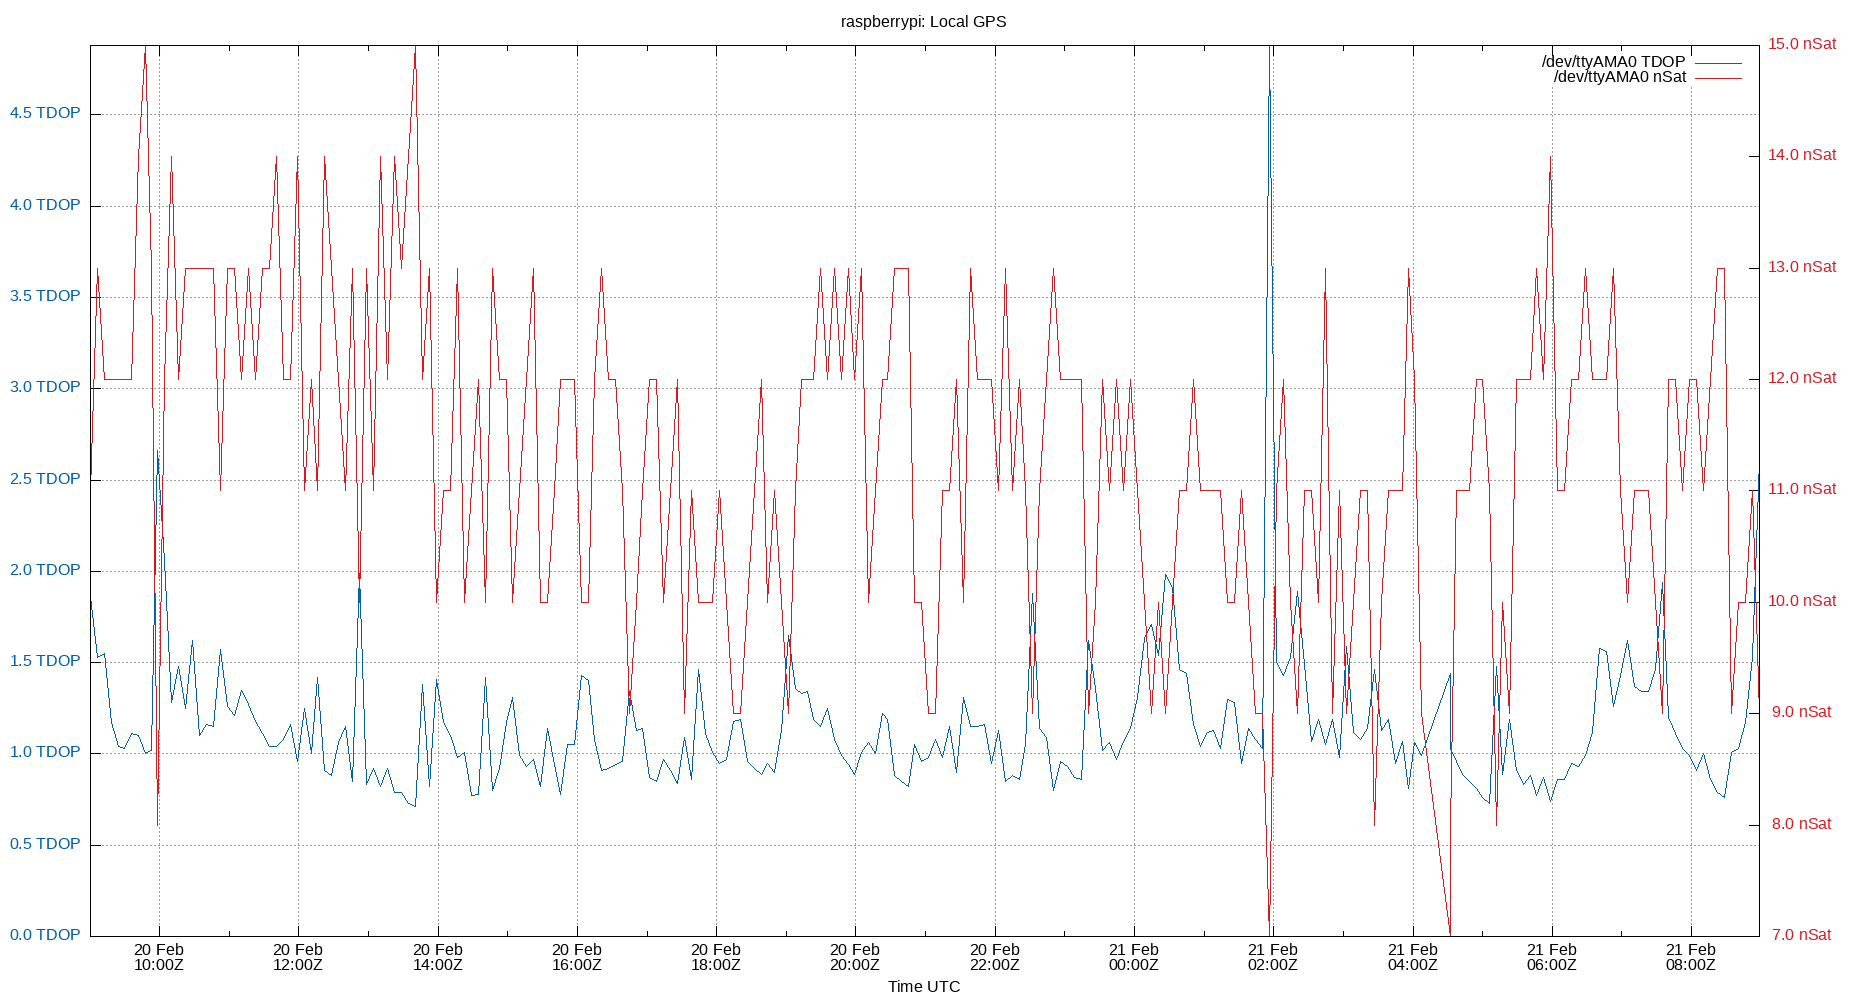 raspberrypi: Local GPS
15.0 nSat
/dev/ttyAMA0 TDOP
/dev/ttyAMA0 nSat
4.5 TDOP
14.0 nSat
4.0 TDOP
13.0 nSat
3.5 TDOP
12.0 nSat
3.0 TDOP
11.0 nSat
2.5 TDOP
2.0 TDOP
10.0 nSat
1.5 TDOP
9.0 nSat
1.0 TDOP
8.0 nSat
0.5 TDOP
0.0 TDOP
7.0 nSat
20 Feb 20 Feb 20 Feb 20 Feb 20 Feb 20 Feb 20 Feb 21 Feb 21 Feb 21 Feb 21 Feb 21 Feb
10:00Z 12:00Z 14:00Z 16:00Z 18:00Z 20:00Z 22:00Z 00:00Z 02:00Z 04:00Z 06:00Z 08:00Z
Time UTC